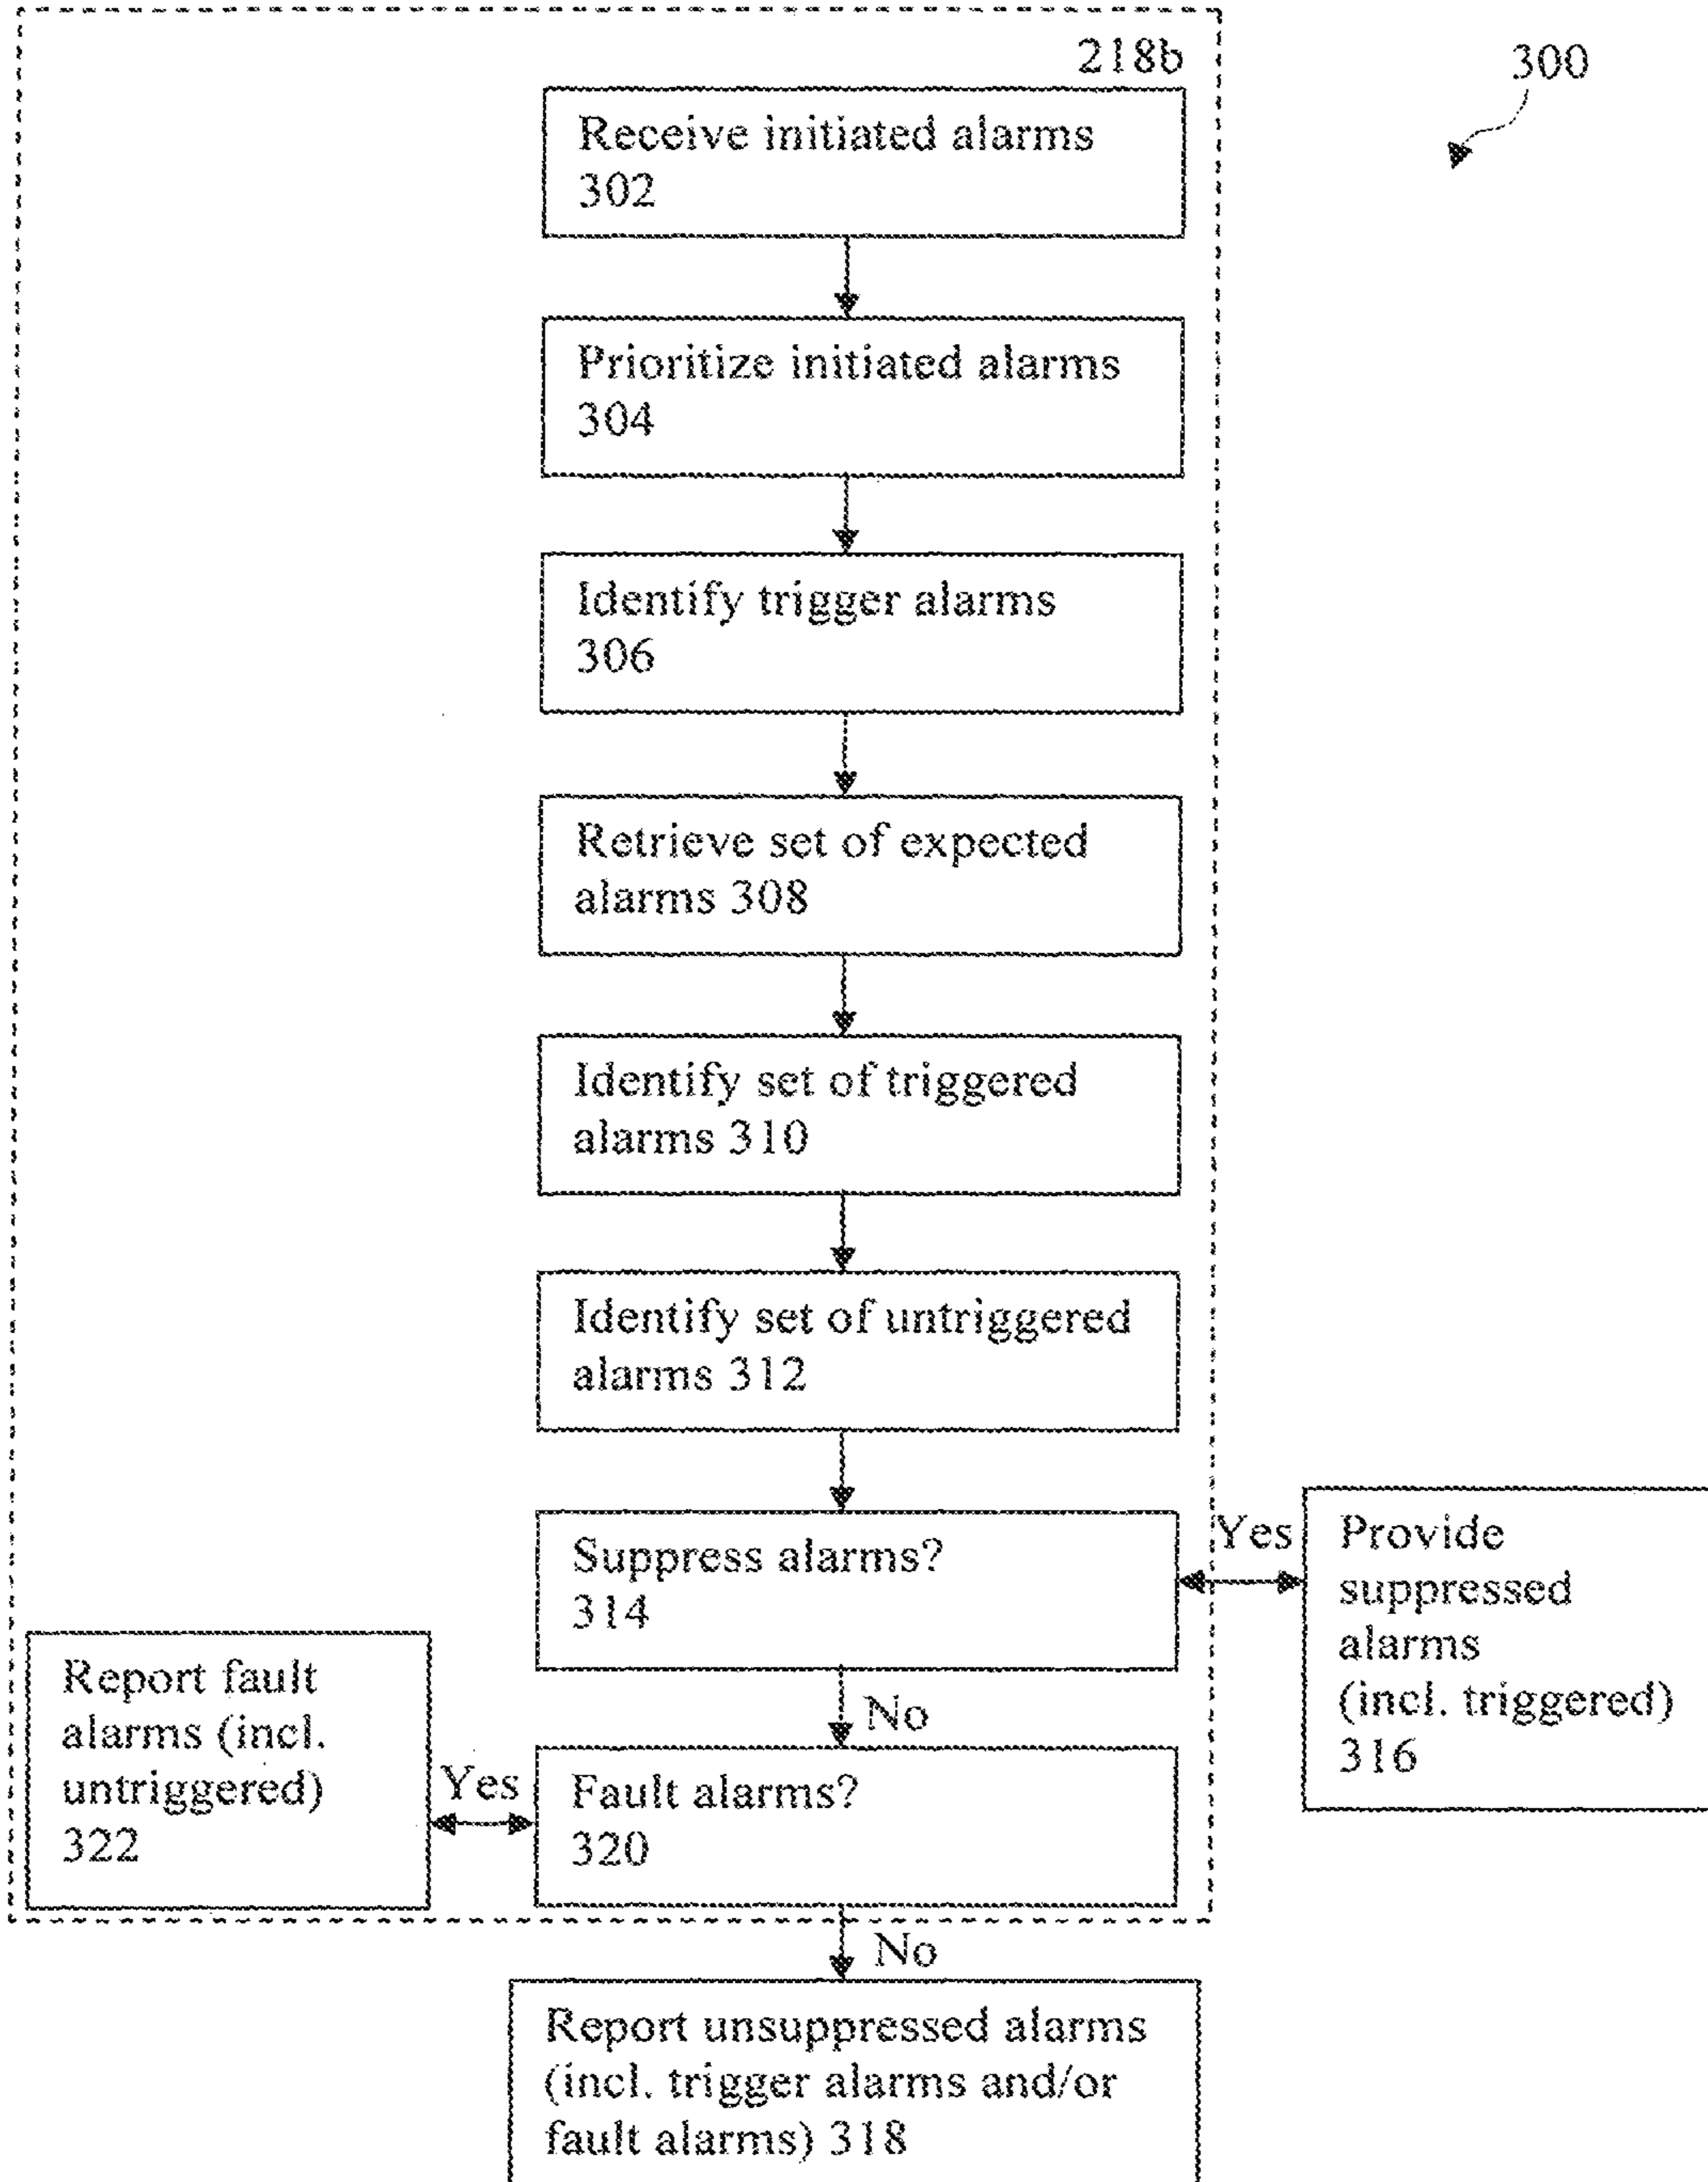 218b
300
Receive initiated alarms
302
Prioritize initiated alarms
304
Identify trigger alarms
306
Retrieve set of expected
alarms 308
Identify set of triggered
alarms 310
Identify set of untriggered
alarms 312
Suppress alarms?
314
Yes
Provide
suppressed
alarms
(incl. triggered)
316
No
Report fault
alarms (incl.
untriggered)
322
Yes
Fault alarms?
320
No
Report unsuppressed alarms
(incl. trigger alarms and/or
fault alarms) 318